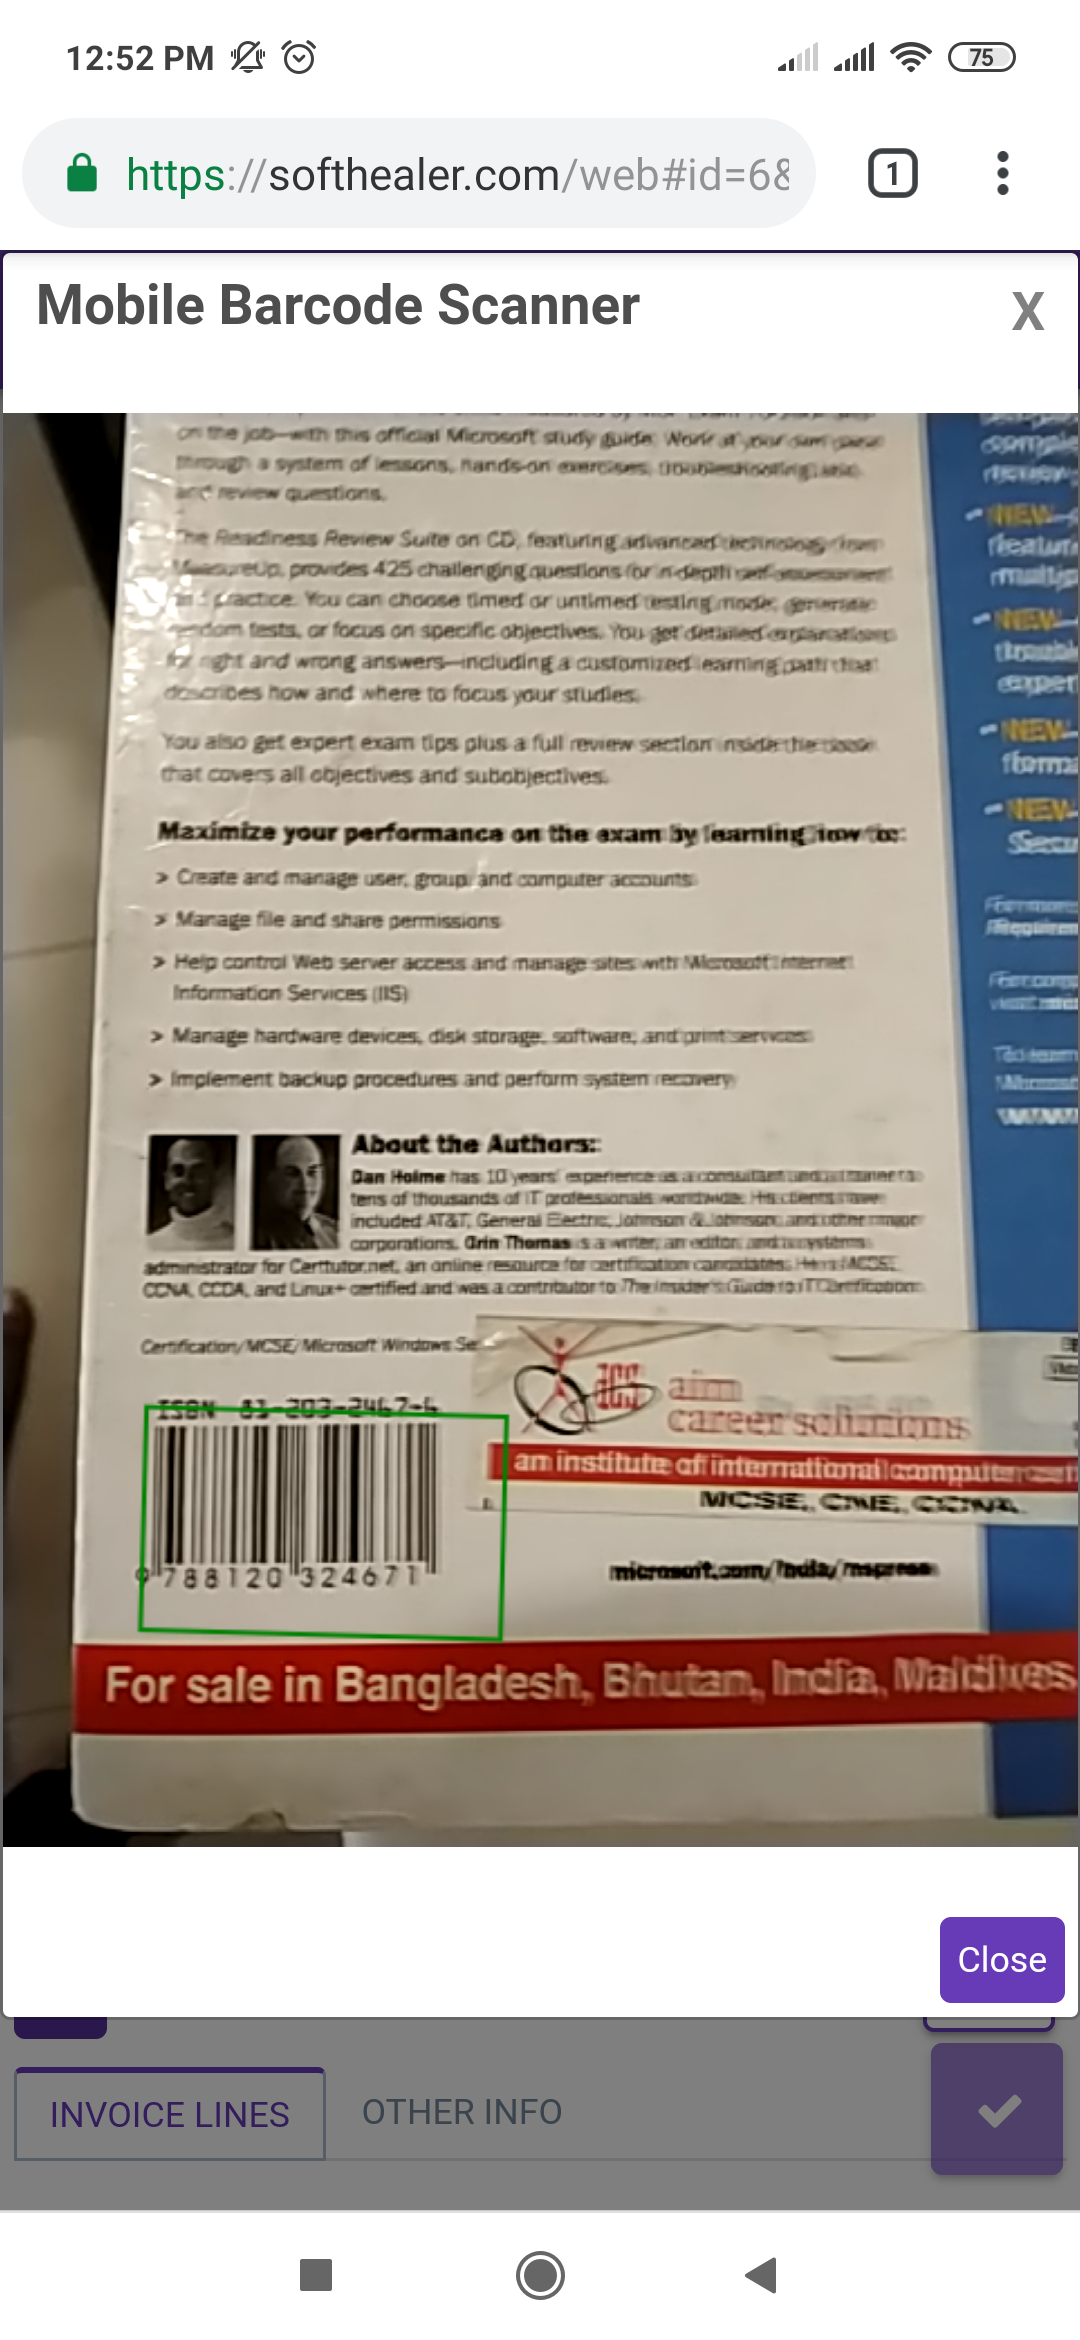 12:52 PM
75
https://softhealer.com/web#id=6&
1
Mobile Barcode Scanner
X
on the job—with this official Microsoft study guide. Work at your own pace
through a system of lessons, hands-on exercises, troubleshooting labs,
and review questions.
The Readiness Review Suite on CD, featuring advanced technology from
MeasureUp, provides 425 challenging questions for in-depth self-assessment
and practice. You can choose timed or untimed testing mode, generate
random tests, or focus on specific objectives. You get detailed explanations
for right and wrong answers—including a customized learning path that
describes how and where to focus your studies.
You also get expert exam tips plus a full review section inside the book
that covers all objectives and subobjectives.
Maximize your performance on the exam by learning how to:
> Create and manage user, group, and computer accounts
> Manage file and share permissions
> Help control Web server access and manage sites with Microsoft Internet
Information Services (IIS)
> Manage hardware devices, disk storage, software, and print services
> Implement backup procedures and perform system recovery
About the Authors:
Dan Holme has 10 years' experience as a consultant and trainer to
tens of thousands of IT professionals worldwide. His clients have
included AT&T, General Electric, Johnson & Johnson, and other major
corporations. Orin Thomas is a writer, an editor, and a systems
administrator for Certtutor.net, an online resource for certification candidates. He is MCSE,
CCNA, CCDA, and Linux+ certified and was a contributor to The Insider's Guide to IT Certification.
Certification/MCSE/Microsoft Windows Se
ISBN 81-203-2467-6
9 788120 324671
ICS
aim
career solutions
an institute of international computer
MCSE, CNE, CCNA
microsoft.com/india/mspress
For sale in Bangladesh, Bhutan, India, Maldives
NEW
NEW
NEW
NEW
Close
INVOICE LINES
OTHER INFO